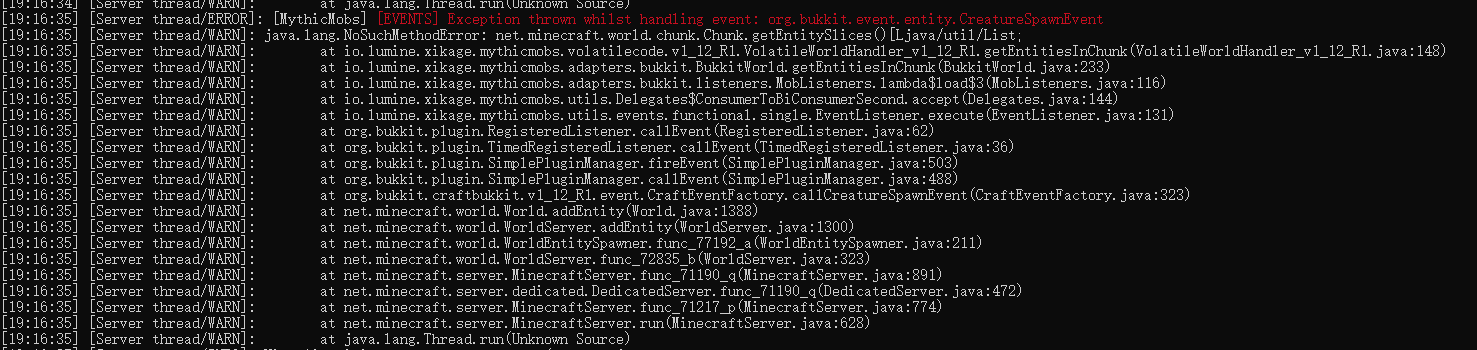 [19:16:34] [Server thread/WARN]: at java.lang.Thread.run(Unknown Source)
[19:16:35] [Server thread/ERROR]: [MythicMobs] [EVENTS] Exception thrown whilst handling event: org.bukkit.event.entity.CreatureSpawnEvent
[19:16:35] [Server thread/WARN]: java.lang.NoSuchMethodError: net.minecraft.world.chunk.Chunk.getEntitySlices()[Ljava/util/List;
[19:16:35] [Server thread/WARN]: at io.lumine.xikage.mythicmobs.volatilecode.v1_12_R1.VolatileWorldHandler_v1_12_R1.getEntitiesInChunk(VolatileWorldHandler_v1_12_R1.java:148)
[19:16:35] [Server thread/WARN]: at io.lumine.xikage.mythicmobs.adapters.bukkit.BukkitWorld.getEntitiesInChunk(BukkitWorld.java:233)
[19:16:35] [Server thread/WARN]: at io.lumine.xikage.mythicmobs.adapters.bukkit.listeners.MobListeners.lambda$load$3(MobListeners.java:116)
[19:16:35] [Server thread/WARN]: at io.lumine.xikage.mythicmobs.utils.Delegates$ConsumerToBiConsumerSecond.accept(Delegates.java:144)
[19:16:35] [Server thread/WARN]: at io.lumine.xikage.mythicmobs.utils.events.functional.single.EventListener.execute(EventListener.java:131)
[19:16:35] [Server thread/WARN]: at org.bukkit.plugin.RegisteredListener.callEvent(RegisteredListener.java:62)
[19:16:35] [Server thread/WARN]: at org.bukkit.plugin.TimedRegisteredListener.callEvent(TimedRegisteredListener.java:36)
[19:16:35] [Server thread/WARN]: at org.bukkit.plugin.SimplePluginManager.fireEvent(SimplePluginManager.java:503)
[19:16:35] [Server thread/WARN]: at org.bukkit.plugin.SimplePluginManager.callEvent(SimplePluginManager.java:488)
[19:16:35] [Server thread/WARN]: at org.bukkit.craftbukkit.v1_12_R1.event.CraftEventFactory.callCreatureSpawnEvent(CraftEventFactory.java:323)
[19:16:35] [Server thread/WARN]: at net.minecraft.world.World.addEntity(World.java:1388)
[19:16:35] [Server thread/WARN]: at net.minecraft.world.WorldServer.addEntity(WorldServer.java:1300)
[19:16:35] [Server thread/WARN]: at net.minecraft.world.WorldEntitySpawner.func_77192_a(WorldEntitySpawner.java:211)
[19:16:35] [Server thread/WARN]: at net.minecraft.world.WorldServer.func_72835_b(WorldServer.java:323)
[19:16:35] [Server thread/WARN]: at net.minecraft.server.MinecraftServer.func_71190_q(MinecraftServer.java:891)
[19:16:35] [Server thread/WARN]: at net.minecraft.server.dedicated.DedicatedServer.func_71190_q(DedicatedServer.java:472)
[19:16:35] [Server thread/WARN]: at net.minecraft.server.MinecraftServer.func_71217_p(MinecraftServer.java:774)
[19:16:35] [Server thread/WARN]: at net.minecraft.server.MinecraftServer.run(MinecraftServer.java:628)
[19:16:35] [Server thread/WARN]: at java.lang.Thread.run(Unknown Source)